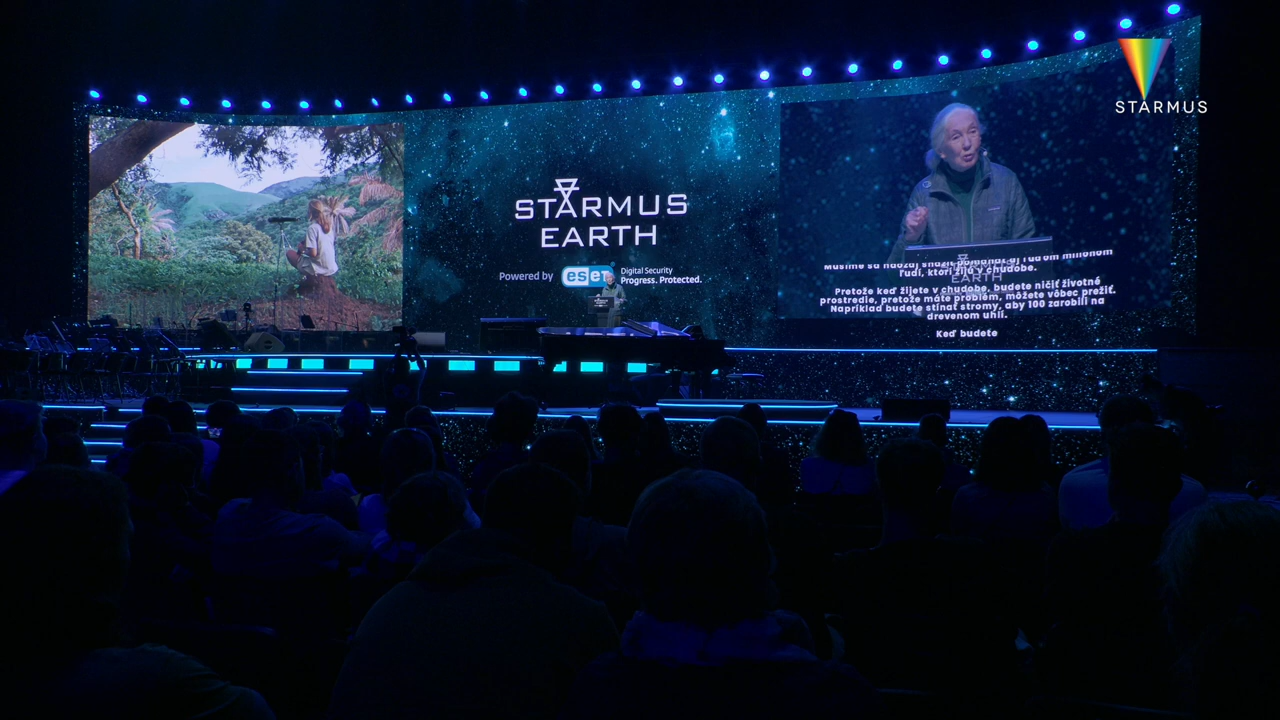 STARMUS
STARMUS
EARTH
Powered by eset Digital Security
Progress. Protected.
EARTH
ľudí, ktorí žijú v chudobe.
Pretože keď žijete v chudobe, budete ničiť životné
prostredie, pretože máte problém, môžete vôbec prežiť.
Napríklad budete stínať stromy, aby 100 zarobili na
drevenom uhlí.
Keď budete